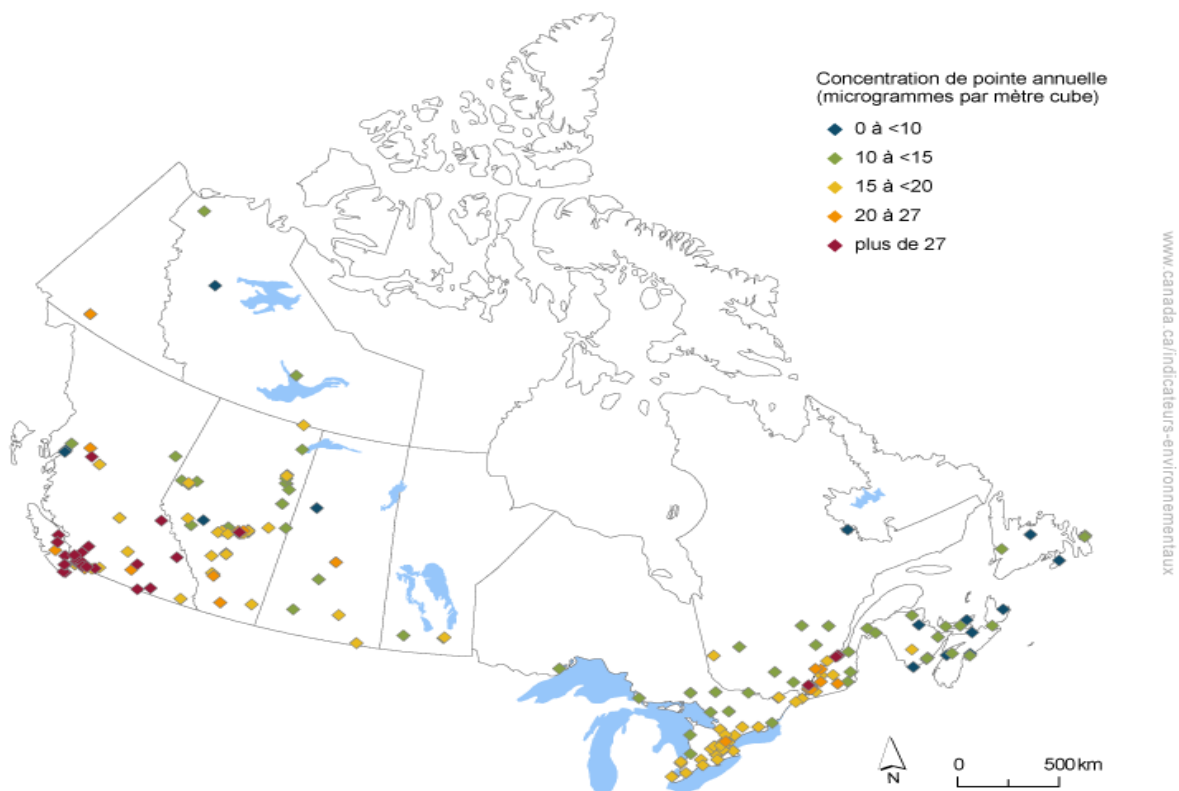 Concentration de pointe annuelle
(microgrammes par mètre cube)
0 à <10
10 à <15
15 à <20
20 à 27
plus de 27
www.canada.ca/indicateurs-environnementaux
N
0 500 km